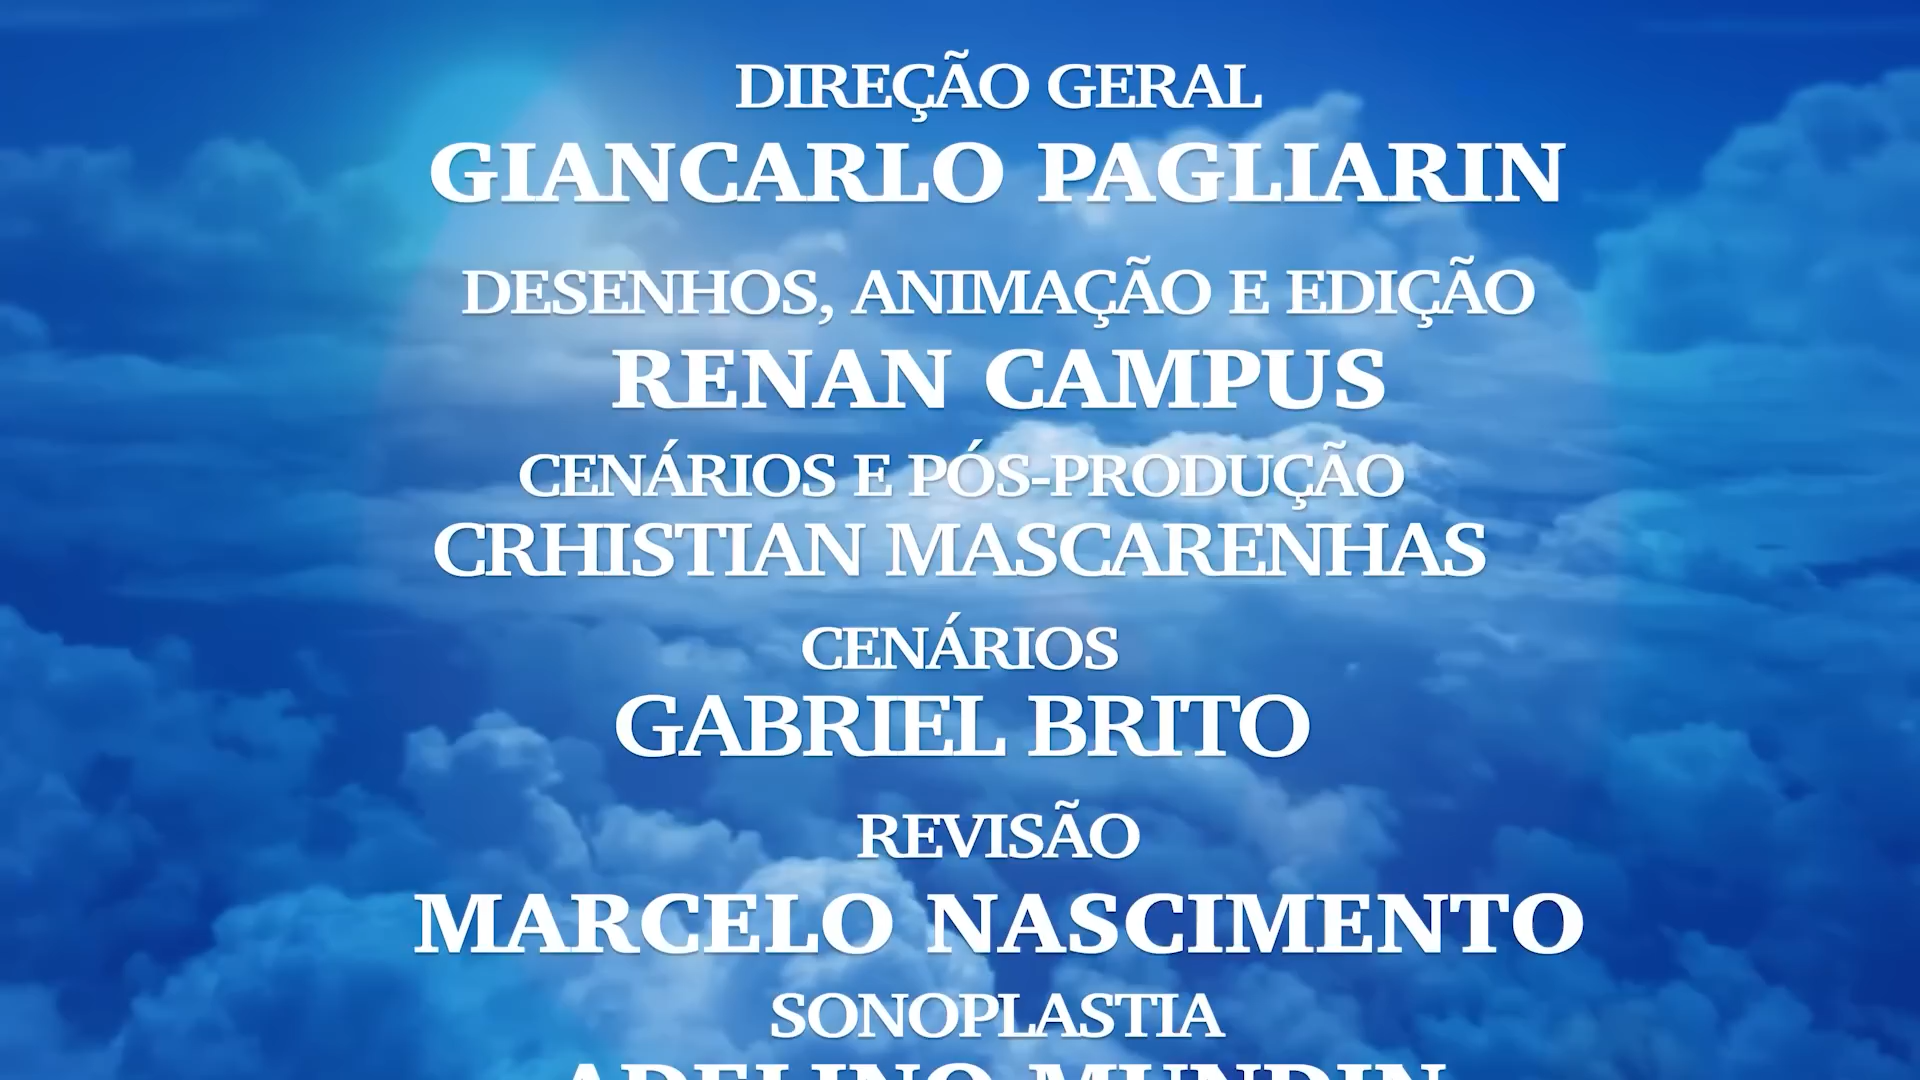 DIREÇÃO GERAL
GIANCARLO PAGLIARIN
DESENHOS, ANIMAÇÃO E EDIÇÃO
RENAN CAMPUS
CENÁRIOS E PÓS-PRODUÇÃO
CRHISTIAN MASCARENHAS
CENÁRIOS
GABRIEL BRITO
REVISÃO
MARCELO NASCIMENTO
SONOPLASTIA